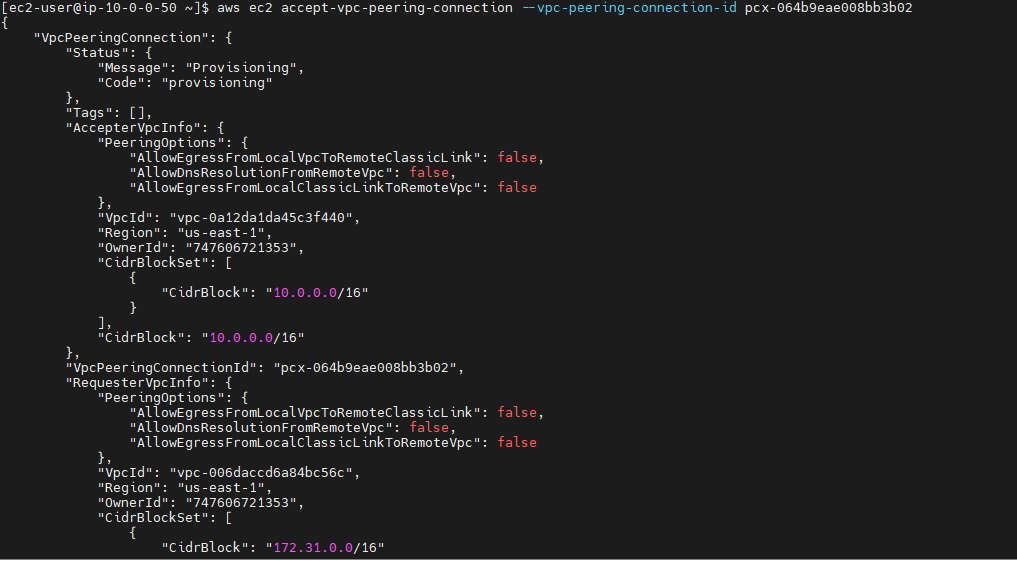 [ec2-user@ip-10-0-0-50 ~]$ aws ec2 accept-vpc-peering-connection --vpc-peering-connection-id pcx-064b9eae008bb3b02
{
    "VpcPeeringConnection": {
        "Status": {
            "Message": "Provisioning",
            "Code": "provisioning"
        },
        "Tags": [],
        "AccepterVpcInfo": {
            "PeeringOptions": {
                "AllowEgressFromLocalVpcToRemoteClassicLink": false,
                "AllowDnsResolutionFromRemoteVpc": false,
                "AllowEgressFromLocalClassicLinkToRemoteVpc": false
            },
            "VpcId": "vpc-0a12da1da45c3f440",
            "Region": "us-east-1",
            "OwnerId": "747606721353",
            "CidrBlockSet": [
                {
                    "CidrBlock": "10.0.0.0/16"
                }
            ],
            "CidrBlock": "10.0.0.0/16"
        },
        "VpcPeeringConnectionId": "pcx-064b9eae008bb3b02",
        "RequesterVpcInfo": {
            "PeeringOptions": {
                "AllowEgressFromLocalVpcToRemoteClassicLink": false,
                "AllowDnsResolutionFromRemoteVpc": false,
                "AllowEgressFromLocalClassicLinkToRemoteVpc": false
            },
            "VpcId": "vpc-006daccd6a84bc56c",
            "Region": "us-east-1",
            "OwnerId": "747606721353",
            "CidrBlockSet": [
                {
                    "CidrBlock": "172.31.0.0/16"